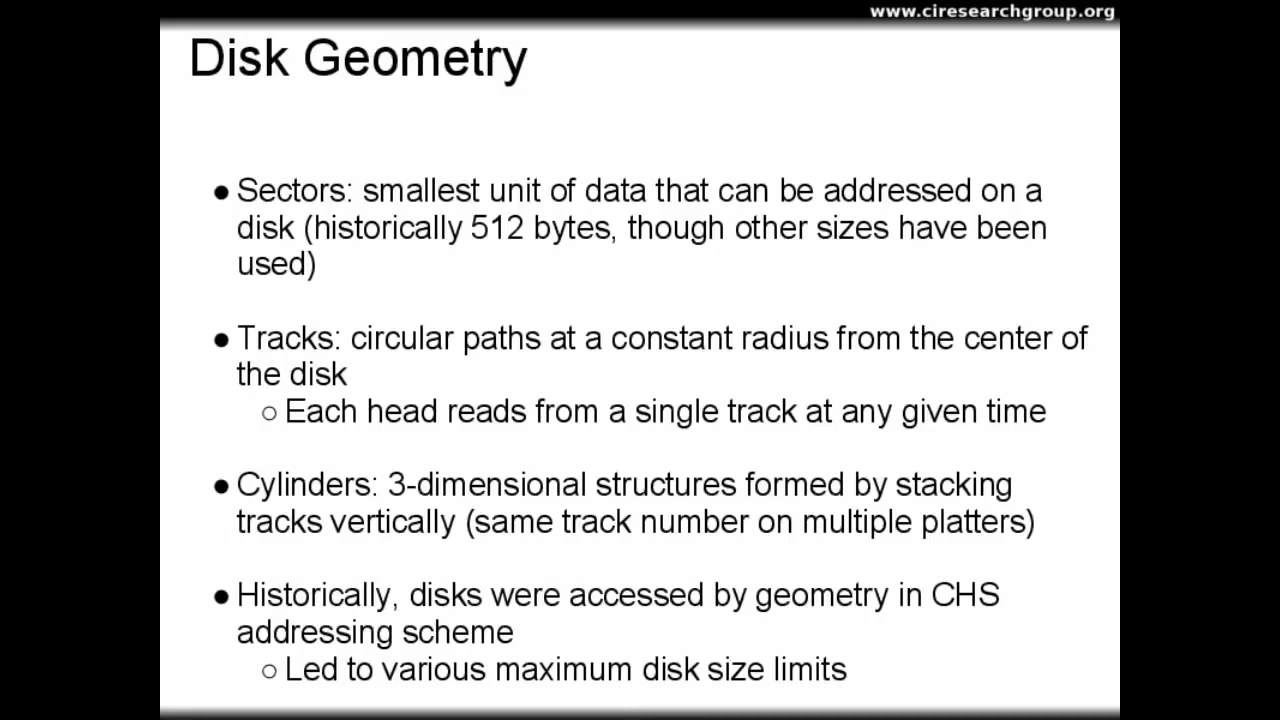 www.ciresearchgroup.org
Disk Geometry
● Sectors: smallest unit of data that can be addressed on a
disk (historically 512 bytes, though other sizes have been
used)
● Tracks: circular paths at a constant radius from the center of
the disk
○ Each head reads from a single track at any given time
● Cylinders: 3-dimensional structures formed by stacking
tracks vertically (same track number on multiple platters)
● Historically, disks were accessed by geometry in CHS
addressing scheme
○ Led to various maximum disk size limits